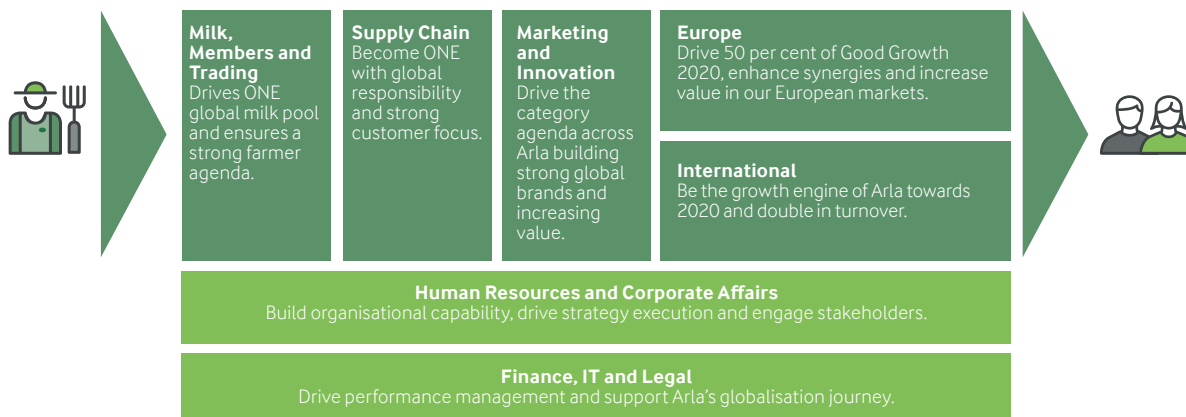 Milk,
Members and
Trading
Drives ONE
global milk pool
and ensures a
strong farmer
agenda.
Supply Chain
Become ONE
with global
responsibility
and strong
customer focus.
Marketing
and
Innovation
Drive the
category
agenda across
Arla building
strong global
brands and
increasing
value.
Europe
Drive 50 per cent of Good Growth
2020, enhance synergies and increase
value in our European markets.
International
Be the growth engine of Arla towards
2020 and double in turnover.
Human Resources and Corporate Affairs
Build organisational capability, drive strategy execution and engage stakeholders.
Finance, IT and Legal
Drive performance management and support Arla’s globalisation journey.